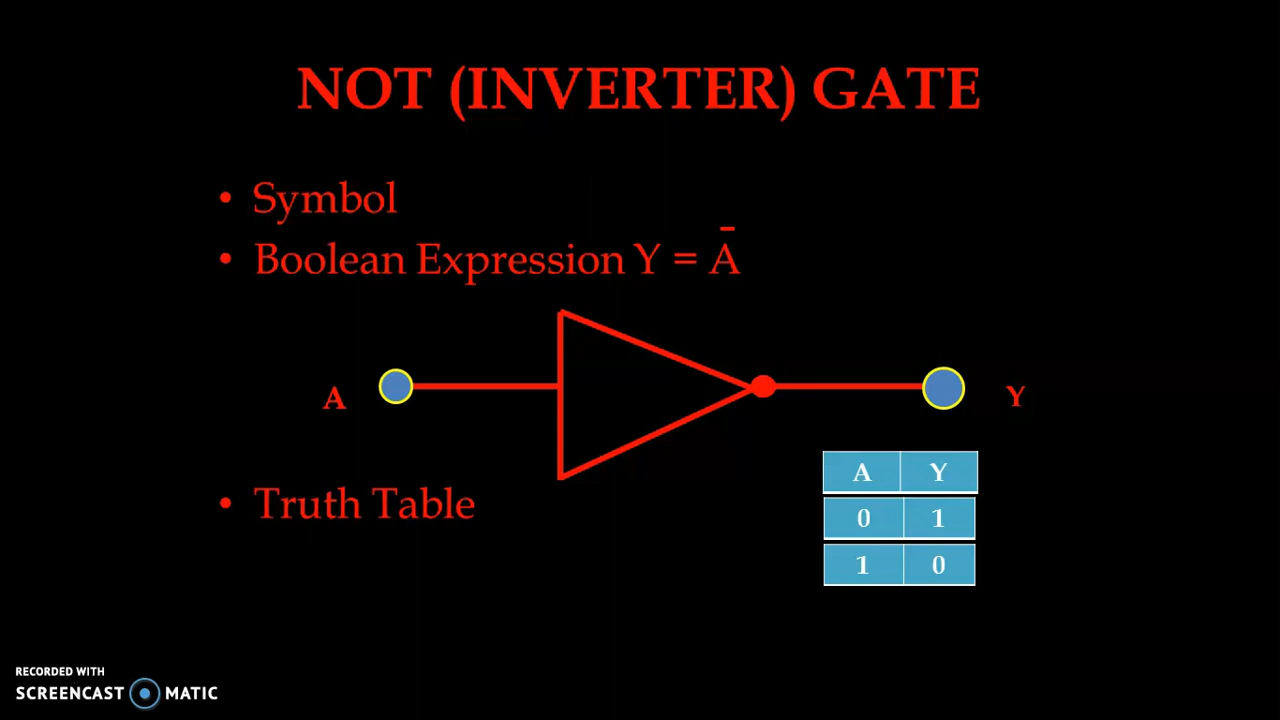 NOT (INVERTER) GATE
• Symbol
• Boolean Expression Y = Ā
A
Y
A Y
0 1
1 0
• Truth Table
RECORDED WITH
SCREENCAST MATIC